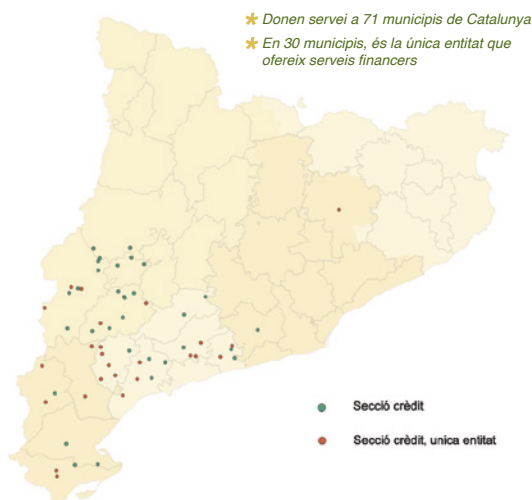 * Donen servei a 71 municipis de Catalunya
* En 30 municipis, és la única entitat que
ofereix serveis financers
Secció crèdit
Secció crèdit, unica entitat